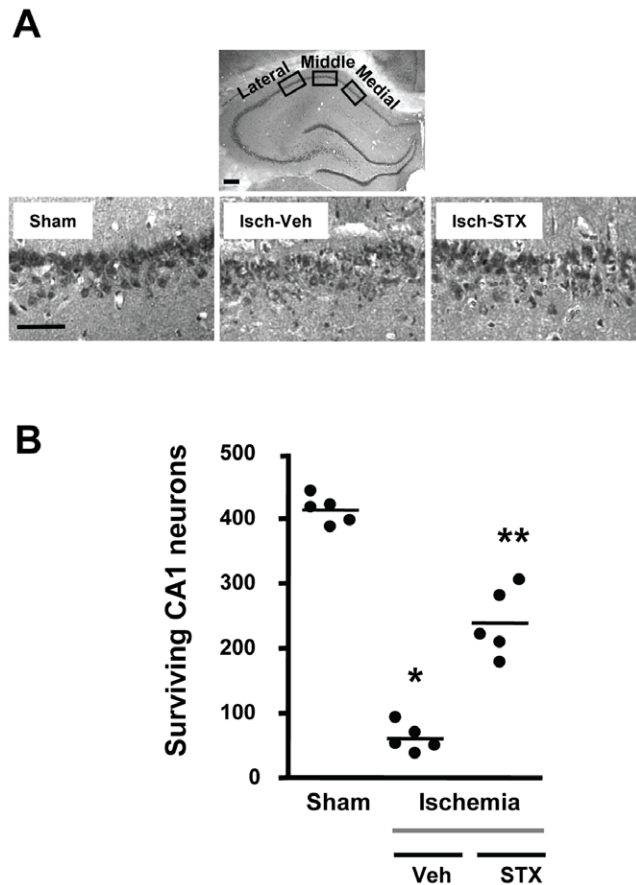 A
Lateral Middle Medial
Sham Isch-Veh Isch-STX
B
Surviving CA1 neurons
500
400
300
200
100
0
*
**
Sham Ischemia
Veh STX